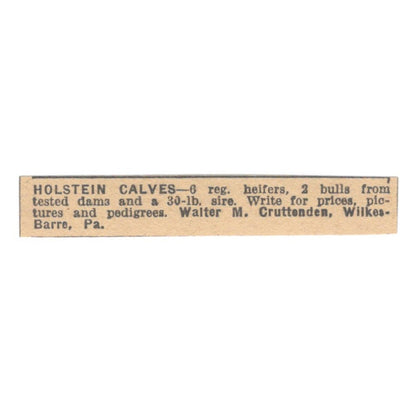 HOLSTEIN CALVES—6 reg. heifers, 2 bulls from
tested dams and a 30-lb. sire. Write for prices, pic-
tures and pedigrees. Walter M. Cruttenden, Wilkes-
Barre, Pa.